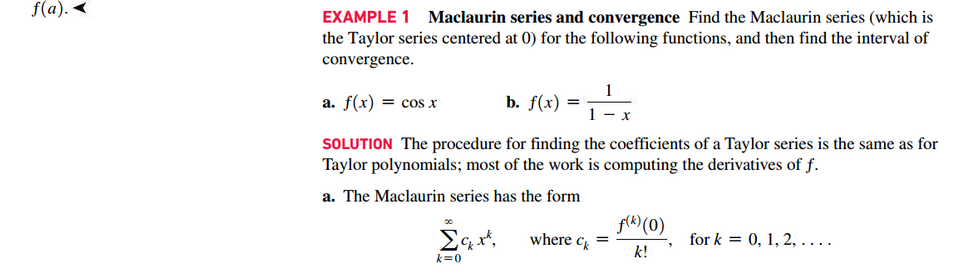 f(a). ◄
EXAMPLE 1 Maclaurin series and convergence Find the Maclaurin series (which is
the Taylor series centered at 0) for the following functions, and then find the interval of
convergence.
a. f(x) = cos x b. f(x) = \frac{1}{1 - x}
SOLUTION The procedure for finding the coefficients of a Taylor series is the same as for
Taylor polynomials; most of the work is computing the derivatives of f.
a. The Maclaurin series has the form
\sum_{k=0}^{\infty} c_k x^k, where c_k = \frac{f^{(k)}(0)}{k!}, for k = 0, 1, 2, . . . .